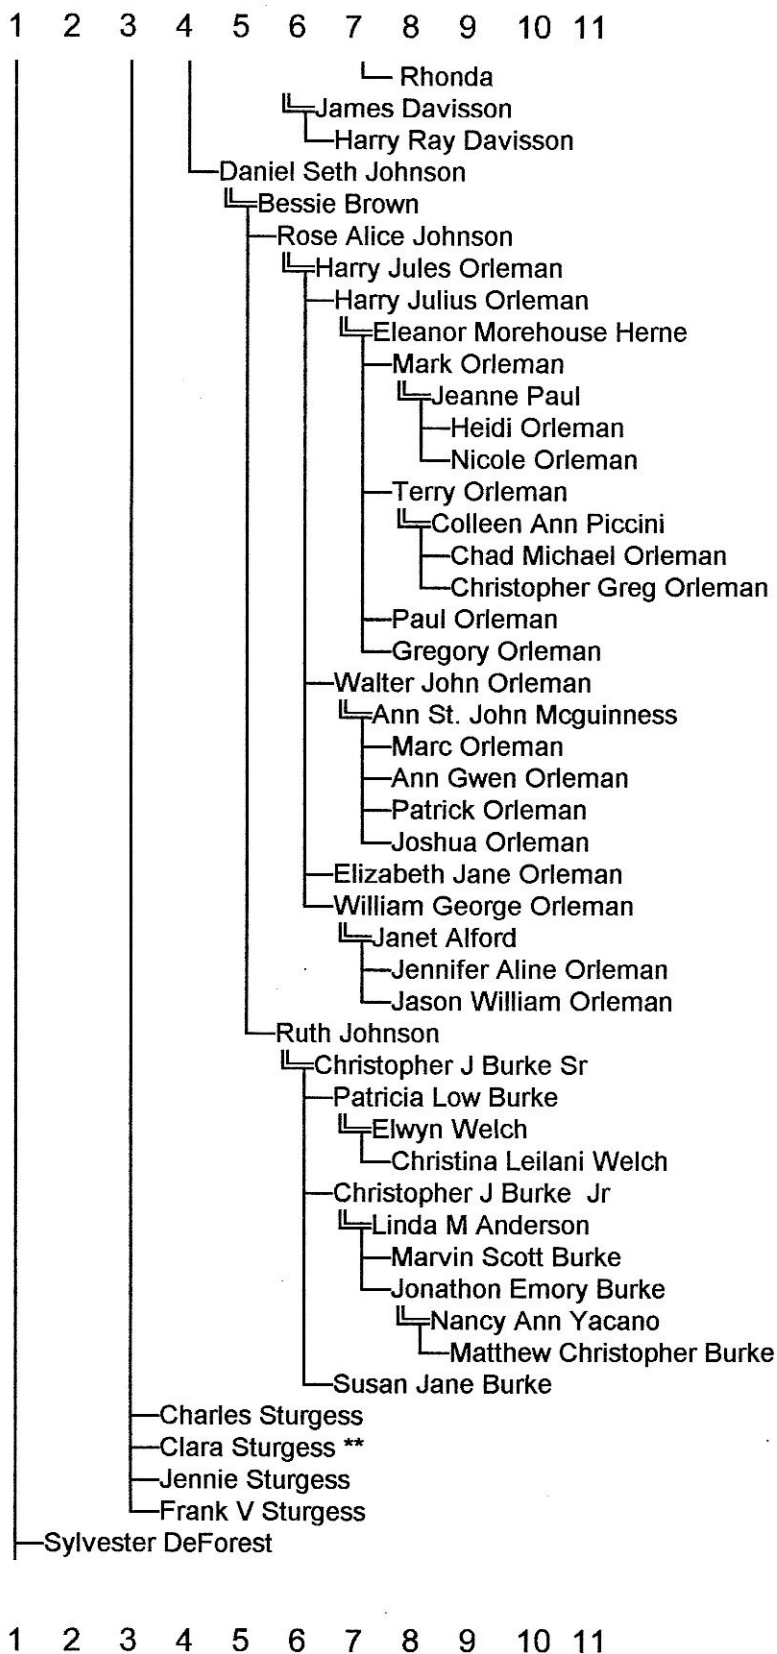 1 2 3 4 5 6 7 8 9 10 11
Rhonda
James Davisson
Harry Ray Davisson
Daniel Seth Johnson
Bessie Brown
Rose Alice Johnson
Harry Jules Orleman
Harry Julius Orleman
Eleanor Morehouse Herne
Mark Orleman
Jeanne Paul
Heidi Orleman
Nicole Orleman
Terry Orleman
Colleen Ann Piccini
Chad Michael Orleman
Christopher Greg Orleman
Paul Orleman
Gregory Orleman
Walter John Orleman
Ann St. John Mcguinness
Marc Orleman
Ann Gwen Orleman
Patrick Orleman
Joshua Orleman
Elizabeth Jane Orleman
William George Orleman
Janet Alford
Jennifer Aline Orleman
Jason William Orleman
Ruth Johnson
Christopher J Burke Sr
Patricia Low Burke
Elwyn Welch
Christina Leilani Welch
Christopher J Burke Jr
Linda M Anderson
Marvin Scott Burke
Jonathon Emory Burke
Nancy Ann Yacano
Matthew Christopher Burke
Susan Jane Burke
Charles Sturgess
Clara Sturgess **
Jennie Sturgess
Frank V Sturgess
Sylvester DeForest
1 2 3 4 5 6 7 8 9 10 11